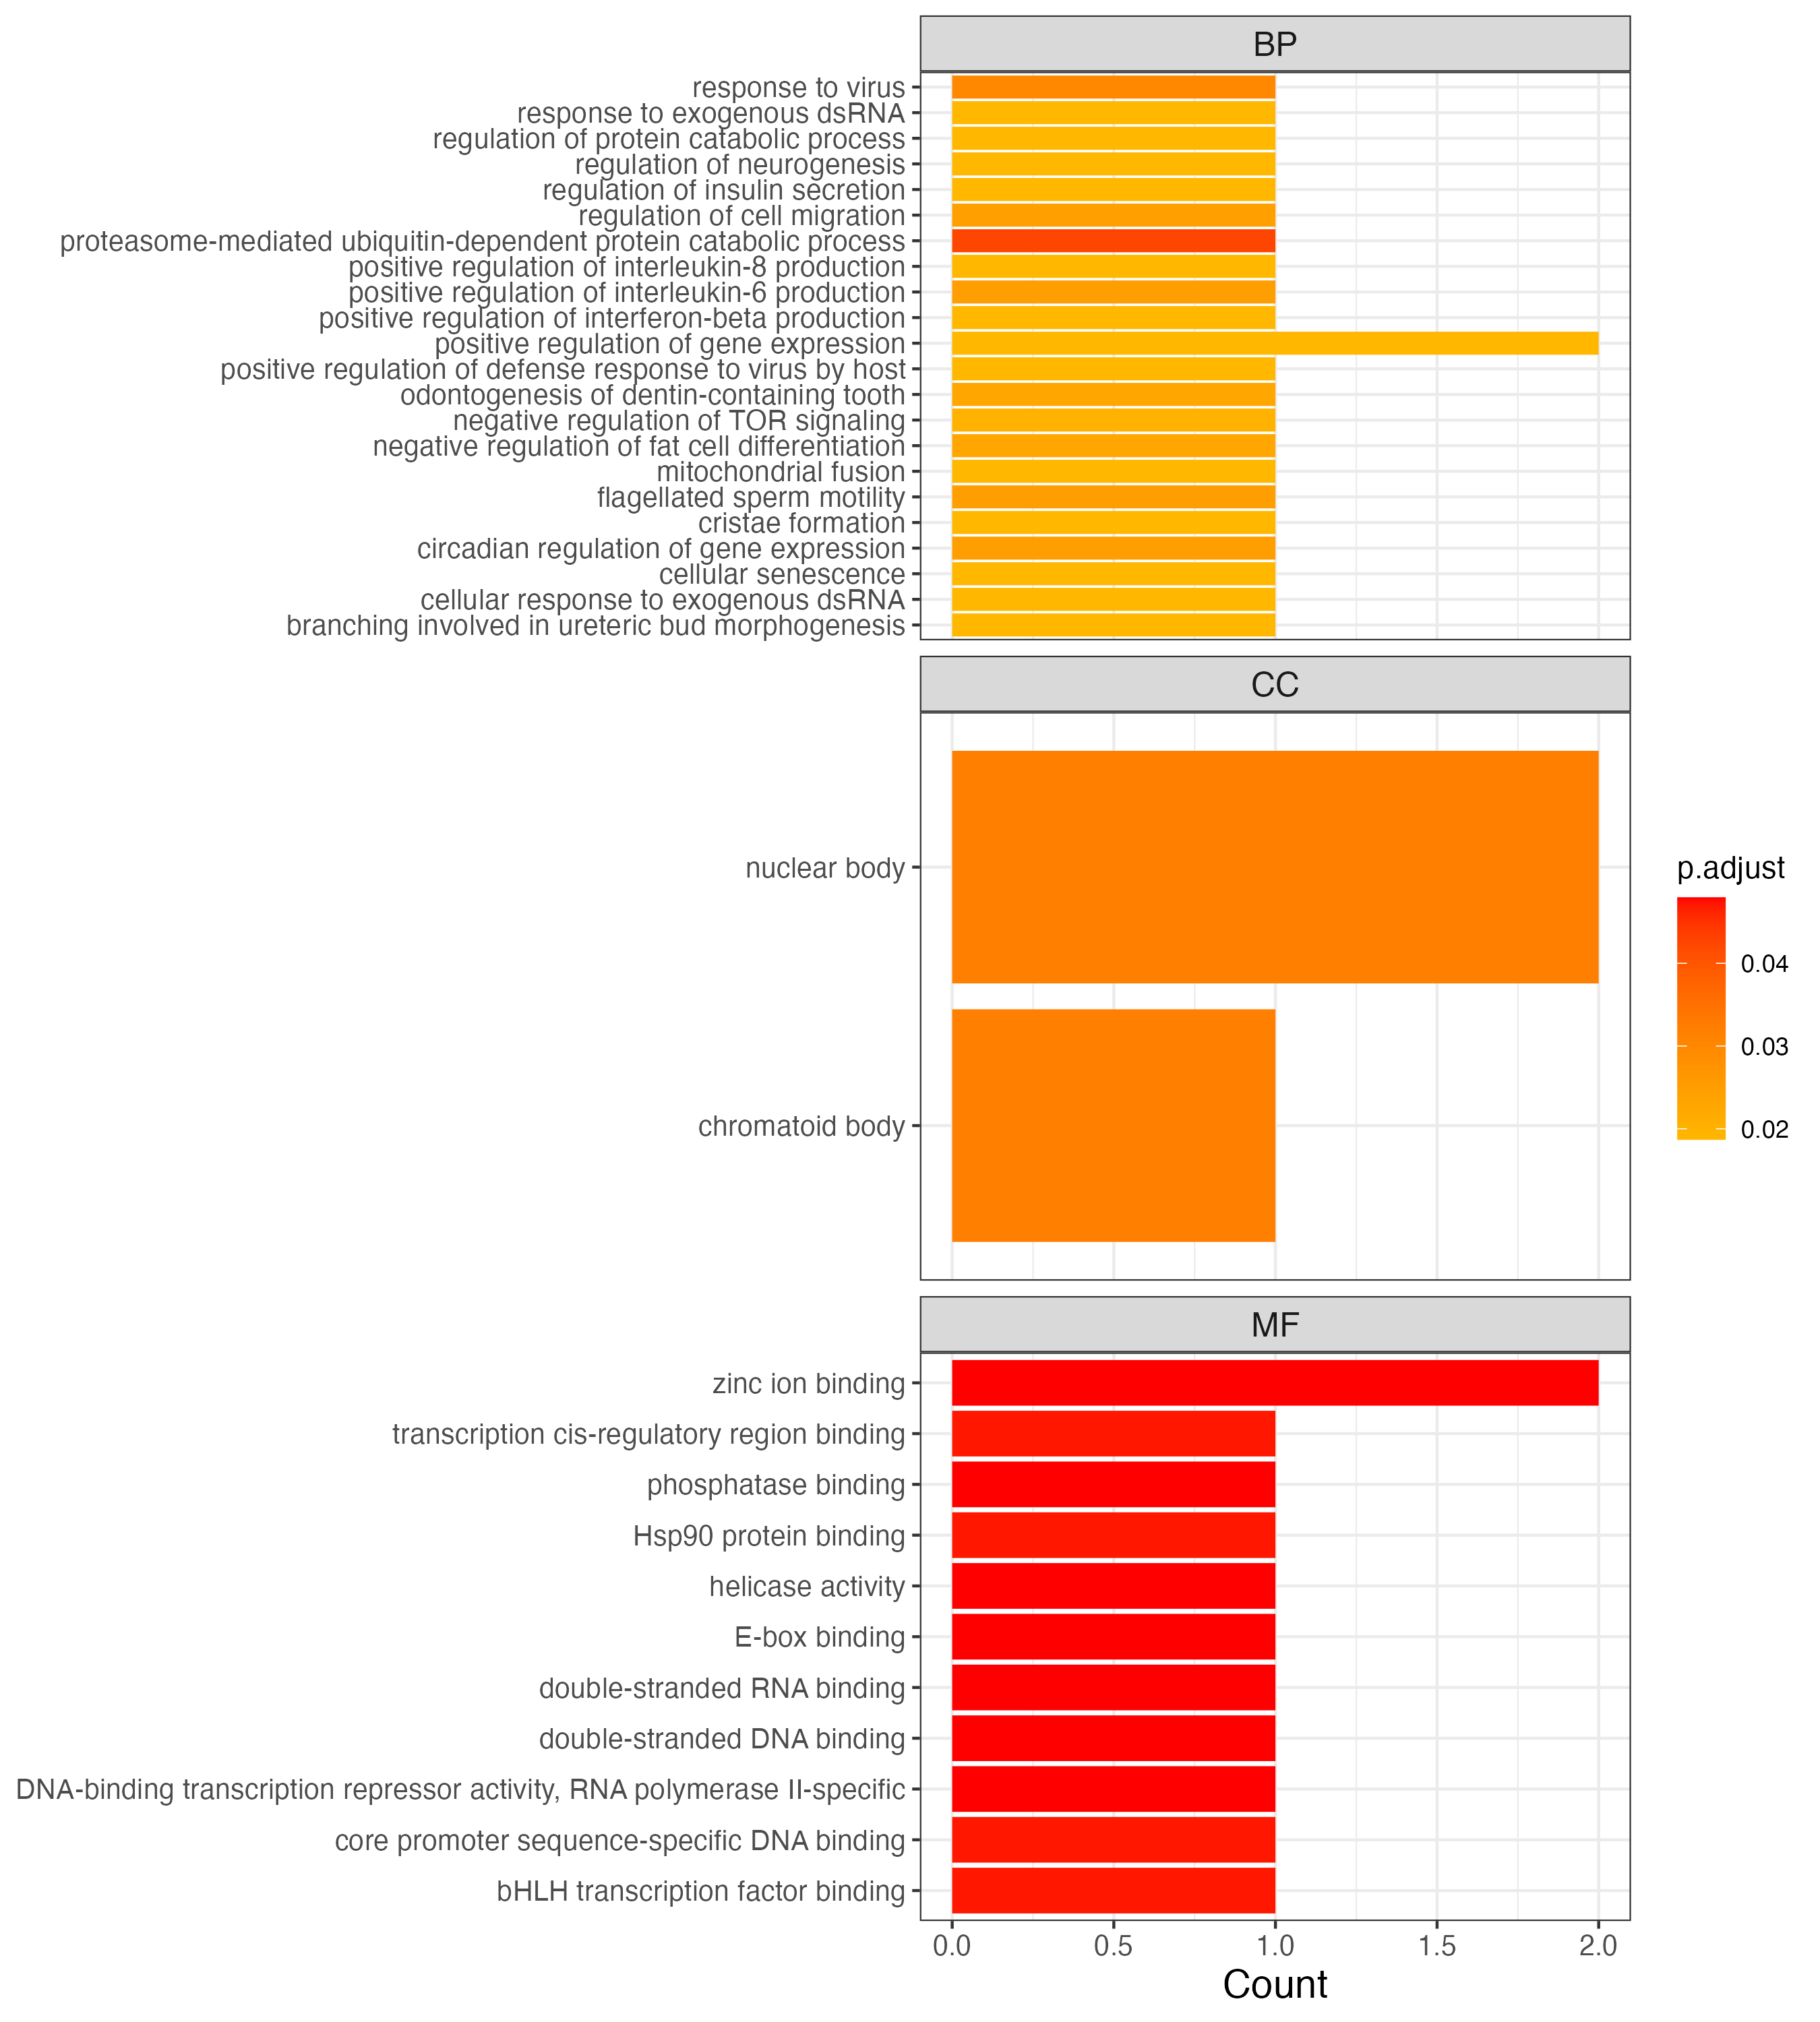 BP
response to virus
response to exogenous dsRNA
regulation of protein catabolic process
regulation of neurogenesis
regulation of insulin secretion
regulation of cell migration
proteasome-mediated ubiquitin-dependent protein catabolic process
positive regulation of interleukin-8 production
positive regulation of interleukin-6 production
positive regulation of interferon-beta production
positive regulation of gene expression
positive regulation of defense response to virus by host
odontogenesis of dentin-containing tooth
negative regulation of TOR signaling
negative regulation of fat cell differentiation
mitochondrial fusion
flagellated sperm motility
cristae formation
circadian regulation of gene expression
cellular senescence
cellular response to exogenous dsRNA
branching involved in ureteric bud morphogenesis
CC
nuclear body
chromatoid body
p.adjust
0.04
0.03
0.02
MF
zinc ion binding
transcription cis-regulatory region binding
phosphatase binding
Hsp90 protein binding
helicase activity
E-box binding
double-stranded RNA binding
double-stranded DNA binding
DNA-binding transcription repressor activity, RNA polymerase II-specific
core promoter sequence-specific DNA binding
bHLH transcription factor binding
0.0 0.5 1.0 1.5 2.0
Count